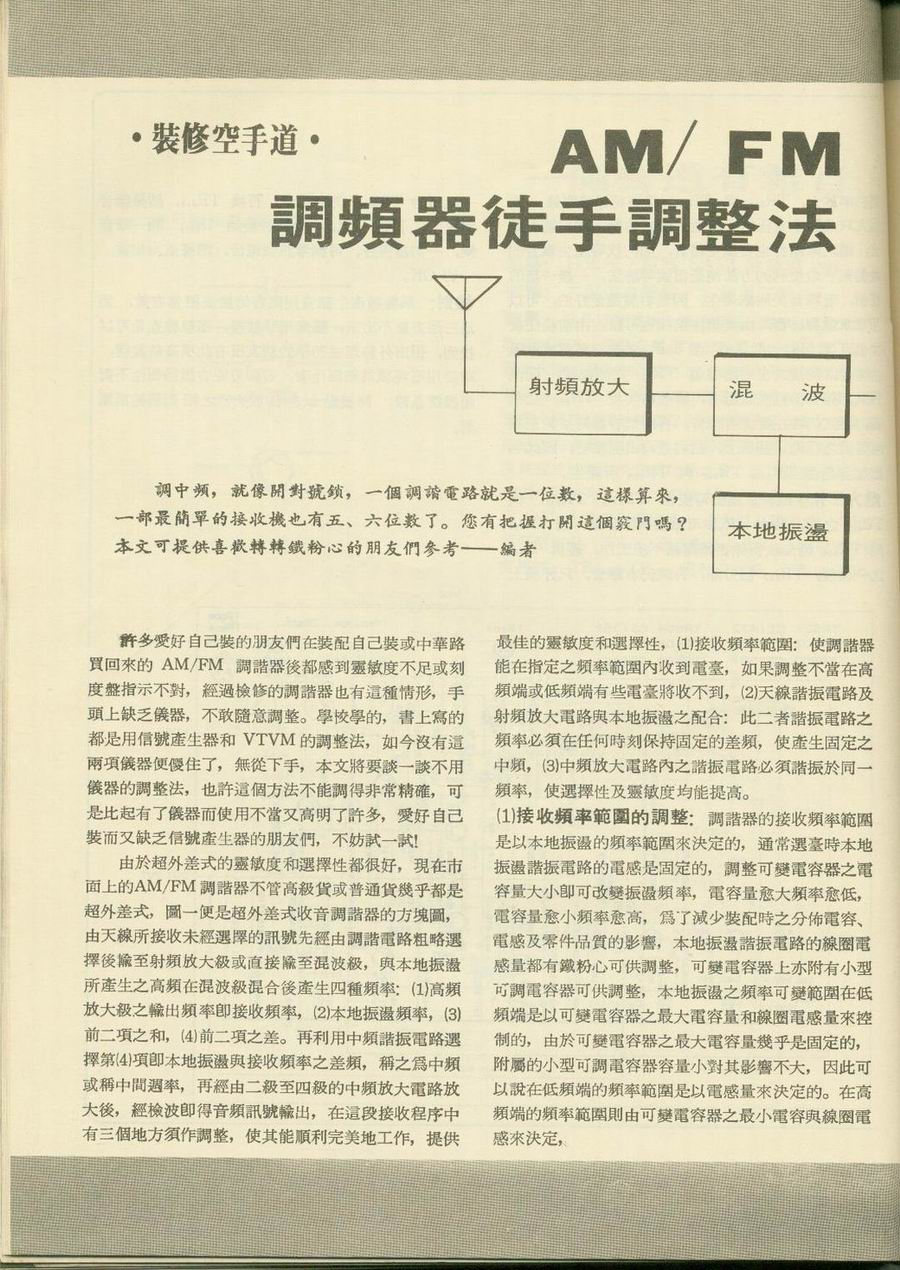 ·裝修空手道·
AM/FM
調頻器徒手調整法
射頻放大
混 波
本地振盪
調中頻，就像開對號鎖，一個調諧電路就是一位數，這樣算來，
一部最簡單的接收機也有五、六位數了。您有把握打開這個竅門嗎？
本文可提供喜歡轉轉鐵粉心的朋友們參考——編者
許多愛好自己裝的朋友們在裝配自己裝或中華路
買回來的 AM/FM 調諧器後都感到靈敏度不足或刻
度盤指示不對，經過檢修的調諧器也有這種情形，手
頭上缺乏儀器，不敢隨意調整。學校學的，書上寫的
都是用信號產生器和 VTVM 的調整法，如今沒有這
兩項儀器便儍住了，無從下手，本文將要談一談不用
儀器的調整法，也許這個方法不能調得非常精確，可
是比起有了儀器而使用不當又高明了許多，愛好自己
裝而又缺乏信號產生器的朋友們，不妨試一試!
由於超外差式的靈敏度和選擇性都很好，現在市
面上的AM/FM調諧器不管高級貨或普通貨幾乎都是
超外差式，圖一便是超外差式收音調諧器的方塊圖，
由天線所接收未經選擇的訊號先經由調諧電路粗略選
擇後輸至射頻放大級或直接輸至混波級，與本地振盪
所產生之高頻在混波級混合後產生四種頻率: (1)高頻
放大級之輸出頻率卽接收頻率，(2)本地振盪頻率，(3)
前二項之和，(4)前二項之差。再利用中頻諧振電路選
擇第(4)項卽本地振盪與接收頻率之差頻，稱之爲中頻
或稱中間週率，再經由二級至四級的中頻放大電路放
大後，經檢波卽得音頻訊號輸出，在這段接收程序中
有三個地方須作調整，使其能順利完美地工作，提供
最佳的靈敏度和選擇性，(1)接收頻率範圍: 使調諧器
能在指定之頻率範圍內收到電臺，如果調整不當在高
頻端或低頻端有些電臺將收不到，(2)天線諧振電路及
射頻放大電路與本地振盪之配合: 此二者諧振電路之
頻率必須在任何時刻保持固定的差頻，使產生固定之
中頻，(3)中頻放大電路內之諧振電路必須諧振於同一
頻率，使選擇性及靈敏度均能提高。
(1)接收頻率範圍的調整: 調諧器的接收頻率範圍
是以本地振盪的頻率範圍來決定的，通常選臺時本地
振盪諧振電路的電感是固定的，調整可變電容器之電
容量大小卽可改變振盪頻率，電容量愈大頻率愈低，
電容量愈小頻率愈高，爲了減少裝配時之分佈電容、
電感及零件品質的影響，本地振盪諧振電路的線圈電
感量都有鐵粉心可供調整，可變電容器上亦附有小型
可調電容器可供調整，本地振盪之頻率可變範圍在低
頻端是以可變電容器之最大電容量和線圈電感量來控
制的，由於可變電容器之最大電容量幾乎是固定的，
附屬的小型可調電容器容量小對其影響不大，因此可
以說在低頻端的頻率範圍是以電感量來決定的。在高
頻端的頻率範圍則由可變電容器之最小電容與線圈電
感來決定，